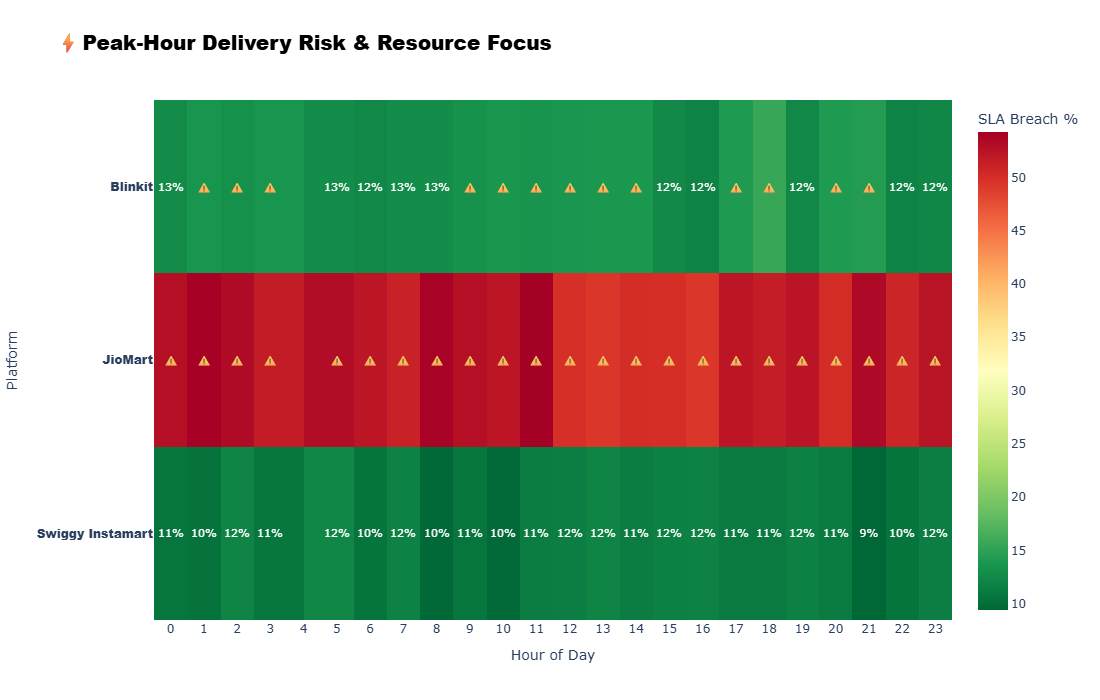 ⚡ Peak-Hour Delivery Risk & Resource Focus
SLA Breach %
50
45
40
35
30
25
20
15
10
Platform
Blinkit 13% ⚠ ⚠ ⚠ 13% 12% 13% 13% ⚠ ⚠ ⚠ ⚠ ⚠ ⚠ 12% 12% ⚠ ⚠ 12% ⚠ ⚠ 12% 12%
JioMart ⚠ ⚠ ⚠ ⚠ ⚠ ⚠ ⚠ ⚠ ⚠ ⚠ ⚠ ⚠ ⚠ ⚠ ⚠ ⚠ ⚠ ⚠ ⚠ ⚠ ⚠ ⚠ ⚠
Swiggy Instamart 11% 10% 12% 11% 12% 10% 12% 10% 11% 10% 11% 12% 12% 11% 12% 12% 11% 11% 12% 11% 9% 10% 12%
0 1 2 3 4 5 6 7 8 9 10 11 12 13 14 15 16 17 18 19 20 21 22 23
Hour of Day